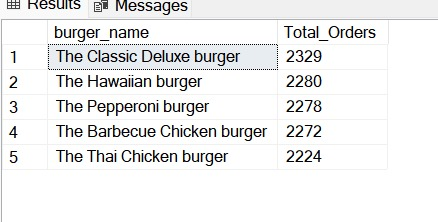 Results Messages
burger_name Total_Orders
1 The Classic Deluxe burger 2329
2 The Hawaiian burger 2280
3 The Pepperoni burger 2278
4 The Barbecue Chicken burger 2272
5 The Thai Chicken burger 2224